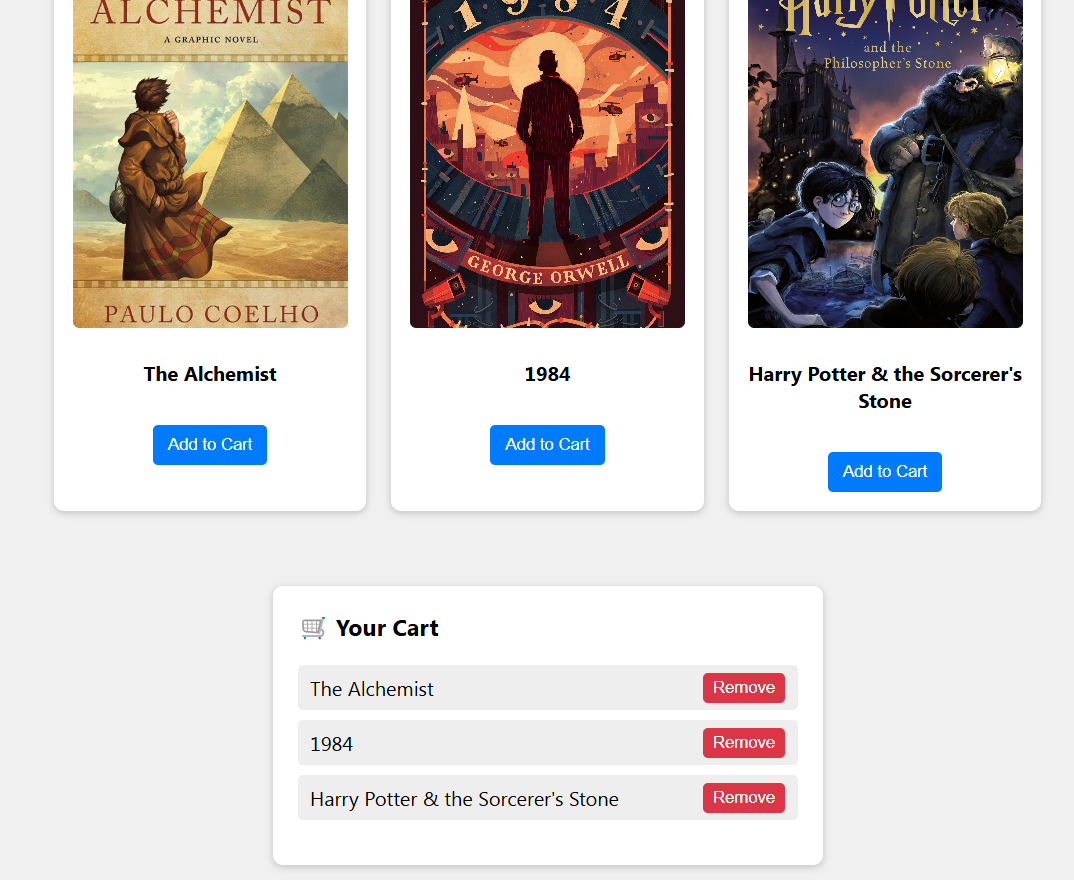 ALCHEMIST
A GRAPHIC NOVEL
PAULO COELHO
1984
GEORGE ORWELL
Harry Potter
and the
Philosopher's Stone
The Alchemist
1984
Harry Potter & the Sorcerer's
Stone
Add to Cart
Add to Cart
Add to Cart
Your Cart
The Alchemist
Remove
1984
Remove
Harry Potter & the Sorcerer's Stone
Remove